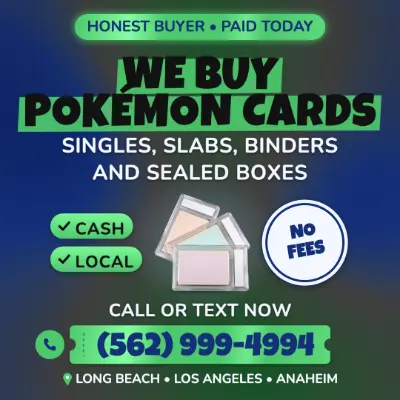 HONEST BUYER • PAID TODAY
WE BUY
POKÉMON CARDS
SINGLES, SLABS, BINDERS
AND SEALED BOXES
CASH
LOCAL
NO
FEES
CALL OR TEXT NOW
(562) 999-4994
LONG BEACH • LOS ANGELES • ANAHEIM